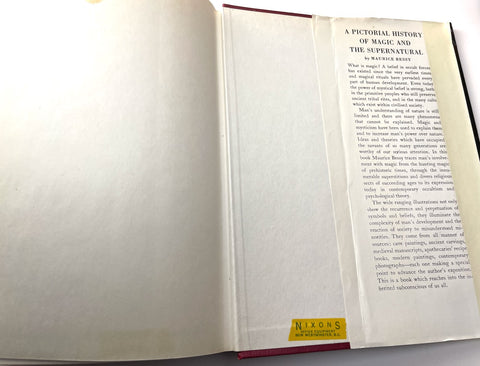 A PICTORIAL HISTORY
OF MAGIC AND
THE SUPERNATURAL
by MAURICE BESSY
What is magic? A belief in occult forces
has existed since the very earliest times
and magical rituals have pervaded every
part of human development. Even today
the power of mystical belief is strong, both
in the primitive peoples who still preserve
ancient tribal rites, and in the many cults
which exist within civilised society.
Man's understanding of nature is still
limited and there are many phenomena
that cannot be explained. Magic and
mysticism have been used to explain them
and to increase man's power over nature.
Ideas and theories which have occupied
the savants of so many generations are
worthy of our serious attention. In this
book Maurice Bessy traces man's involve-
ment with magic from the hunting magic
of prehistoric times, through the innu-
merable superstitions and divers religious
sects of succeeding ages to its expression
today in contemporary occultism and
psychological theory.
The wide ranging illustrations not only
show the recurrence and perpetuation of
symbols and beliefs, they illuminate the
complexity of man's development and the
reaction of society to misunderstood mi-
norities. They come from all manner of
sources: cave paintings, ancient carvings,
medieval manuscripts, apothecaries' recipe
books, modern paintings, contemporary
photographs—each one making a special
point to advance the author's exposition.
This is a book which reaches into the in-
herited subconscious of us all.
NIXONS
OFFICE EQUIPMENT
NEW WESTMINSTER, B.C.